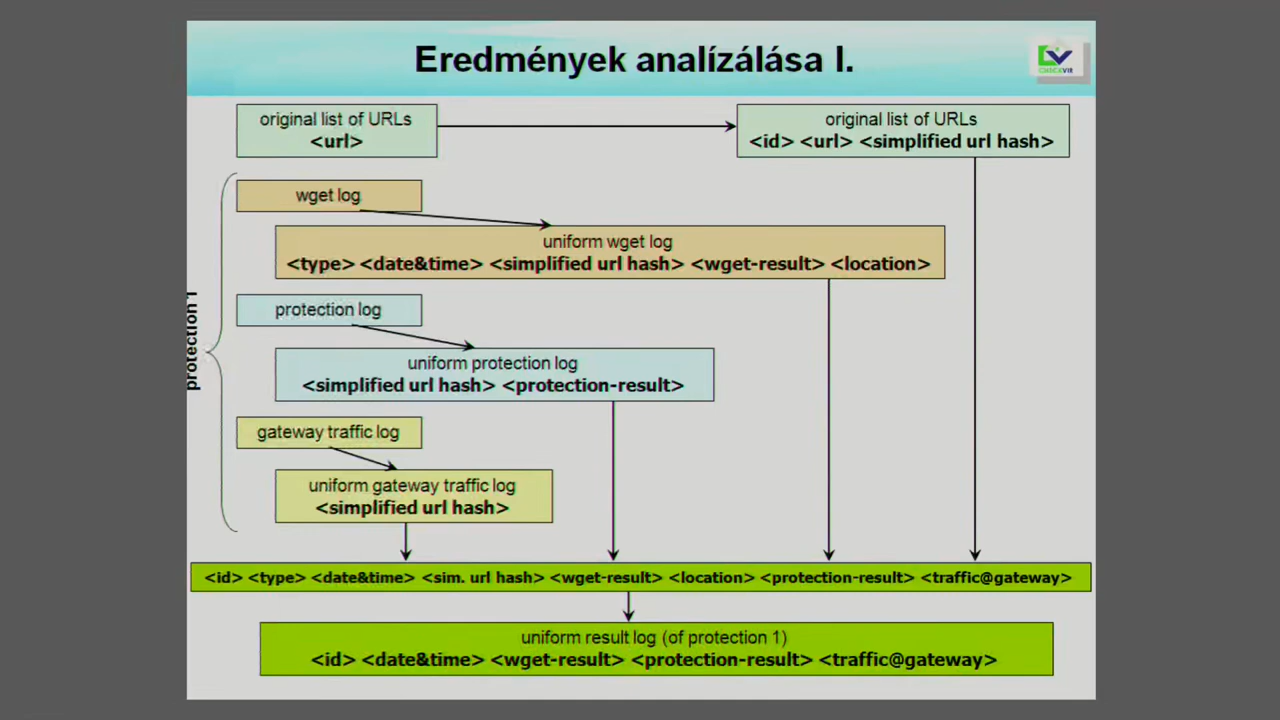 Eredmények analízálása I.
CHECKVIR
original list of URLs
<url>
original list of URLs
<id> <url> <simplified url hash>
wget log
uniform wget log
<type> <date&time> <simplified url hash> <wget-result> <location>
protection 1
protection log
uniform protection log
<simplified url hash> <protection-result>
gateway traffic log
uniform gateway traffic log
<simplified url hash>
<id> <type> <date&time> <sim. url hash> <wget-result> <location> <protection-result> <traffic@gateway>
uniform result log (of protection 1)
<id> <date&time> <wget-result> <protection-result> <traffic@gateway>